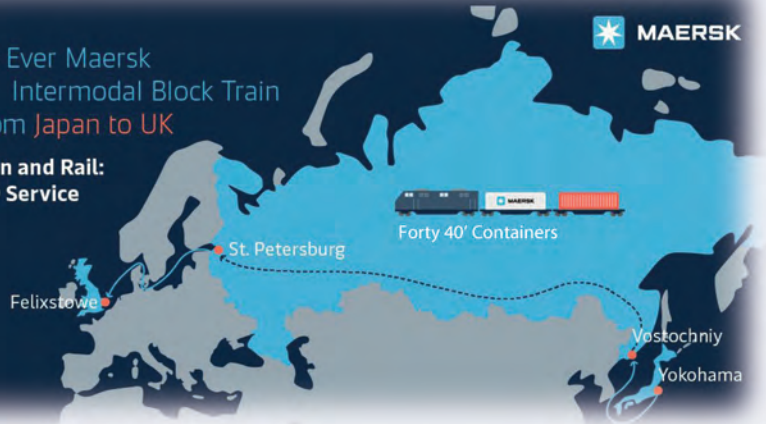 MAERSK
Ever Maersk
Intermodal Block Train
om Japan to UK
n and Rail:
Service
MAERSK
Forty 40' Containers
St. Petersburg
Felixstowe
Vostochniy
Yokohama